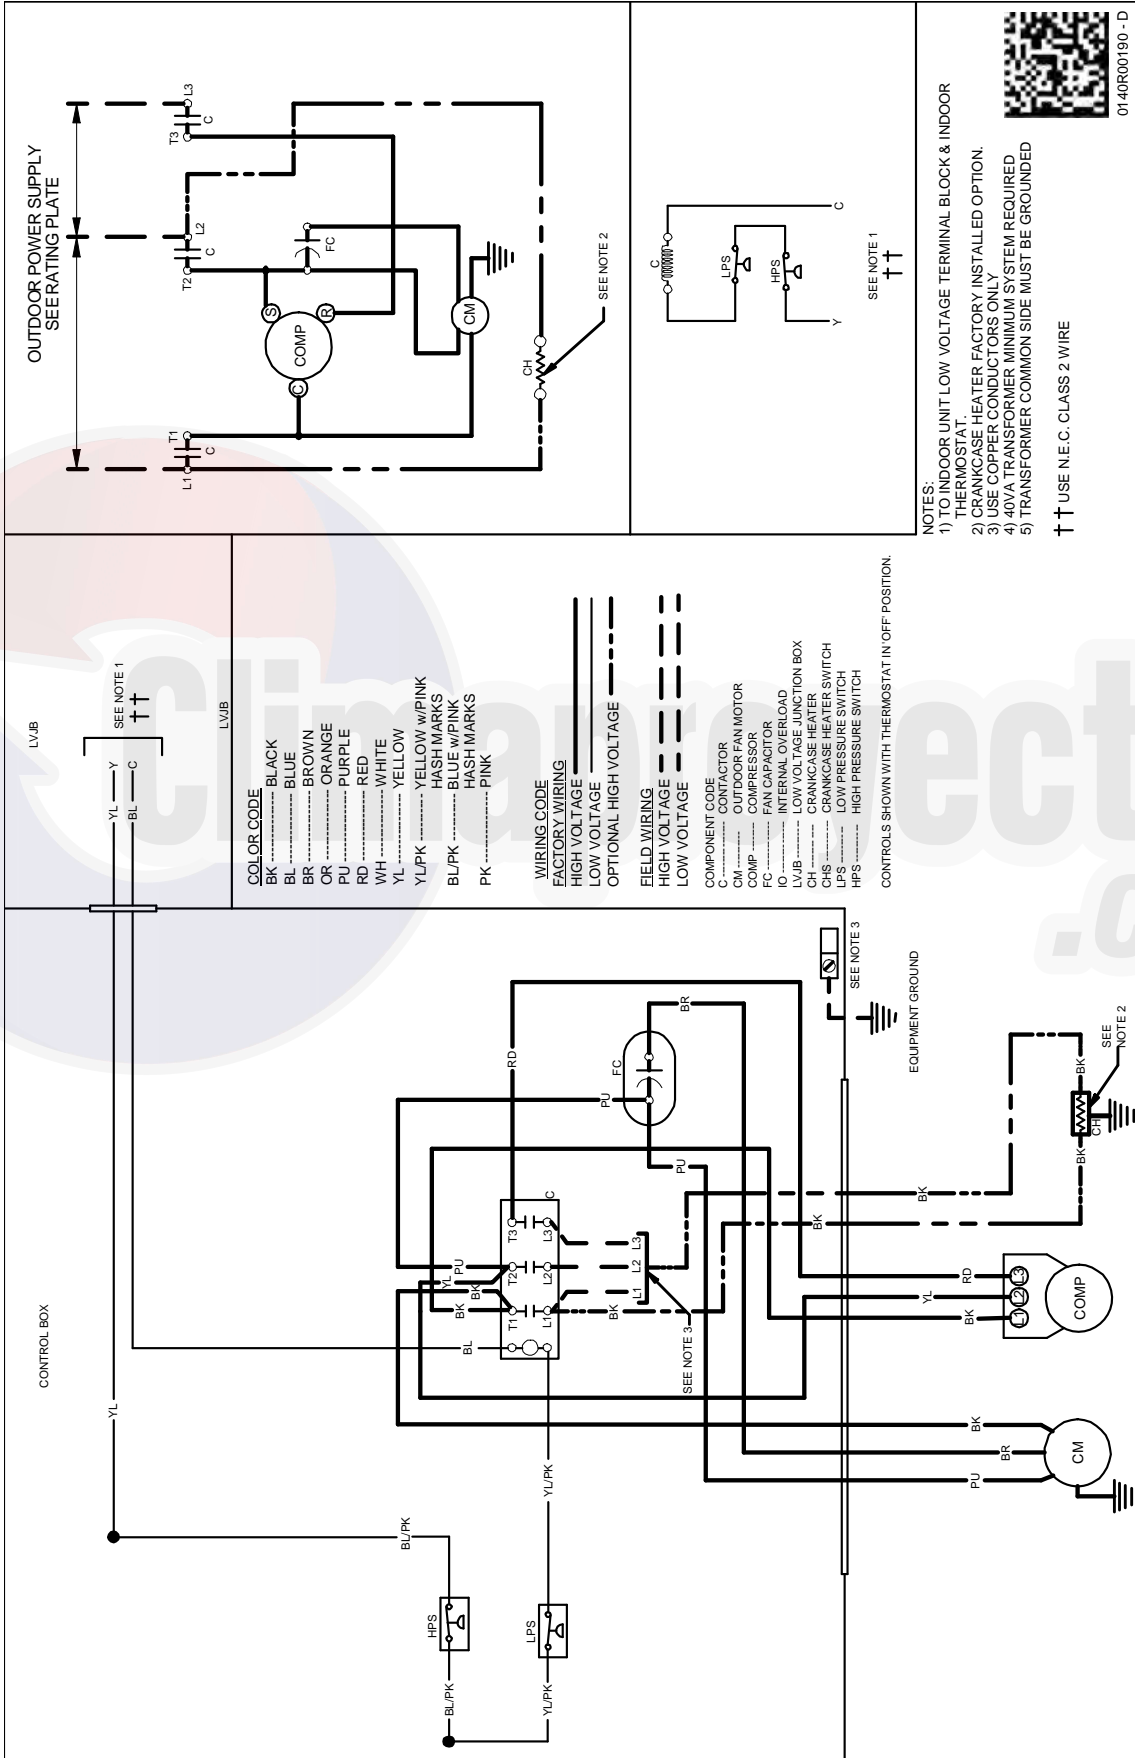 CONTROL BOX
YL
BL
YL
BL
Y
C
LVJB
SEE NOTE 1
††
LVJB
BL/PK
HPS
BL/PK
LPS
YL/PK
YL/PK
BL
T1
T2
T3
L1
L2
L3
C
BK
BK
YL
PU
BK
L1
L2
L3
SEE NOTE 3
RD
PU
FC
PU
BR
SEE NOTE 3
EQUIPMENT GROUND
PU
BR
BK
CM
BK
YL
RD
L1
L2
L3
COMP
BK
BK
BK
CH
BK
SEE
NOTE 2
COLOR CODE
BK ---------- BLACK
BL ---------- BLUE
BR ---------- BROWN
OR ---------- ORANGE
PU ---------- PURPLE
RD ---------- RED
WH ---------- WHITE
YL ---------- YELLOW
YL/PK ---------- YELLOW w/PINK
HASH MARKS
BL/PK ---------- BLUE w/PINK
HASH MARKS
PK ---------- PINK
WIRING CODE
FACTORY WIRING
HIGH VOLTAGE
LOW VOLTAGE
OPTIONAL HIGH VOLTAGE
FIELD WIRING
HIGH VOLTAGE
LOW VOLTAGE
COMPONENT CODE
C ---------- CONTACTOR
CM ---------- OUTDOOR FAN MOTOR
COMP ---------- COMPRESSOR
FC ---------- FAN CAPACITOR
IO ---------- INTERNAL OVERLOAD
LVJB ---------- LOW VOLTAGE JUNCTION BOX
CH ---------- CRANKCASE HEATER
CHS ---------- CRANKCASE HEATER SWITCH
LPS ---------- LOW PRESSURE SWITCH
HPS ---------- HIGH PRESSURE SWITCH
CONTROLS SHOWN WITH THERMOSTAT IN 'OFF' POSITION.
OUTDOOR POWER SUPPLY
SEE RATING PLATE
L1
T1
C
T2
L2
C
T3
L3
C
S
R
C
COMP
FC
CM
CH
SEE NOTE 2
C
LPS
HPS
Y
C
SEE NOTE 1
††
NOTES:
1) TO INDOOR UNIT LOW VOLTAGE TERMINAL BLOCK & INDOOR
THERMOSTAT.
2) CRANKCASE HEATER FACTORY INSTALLED OPTION.
3) USE COPPER CONDUCTORS ONLY
4) 40VA TRANSFORMER MINIMUM SYSTEM REQUIRED
5) TRANSFORMER COMMON SIDE MUST BE GROUNDED
†† USE N.E.C. CLASS 2 WIRE
0140R00190 - D
Climaproyect
.c